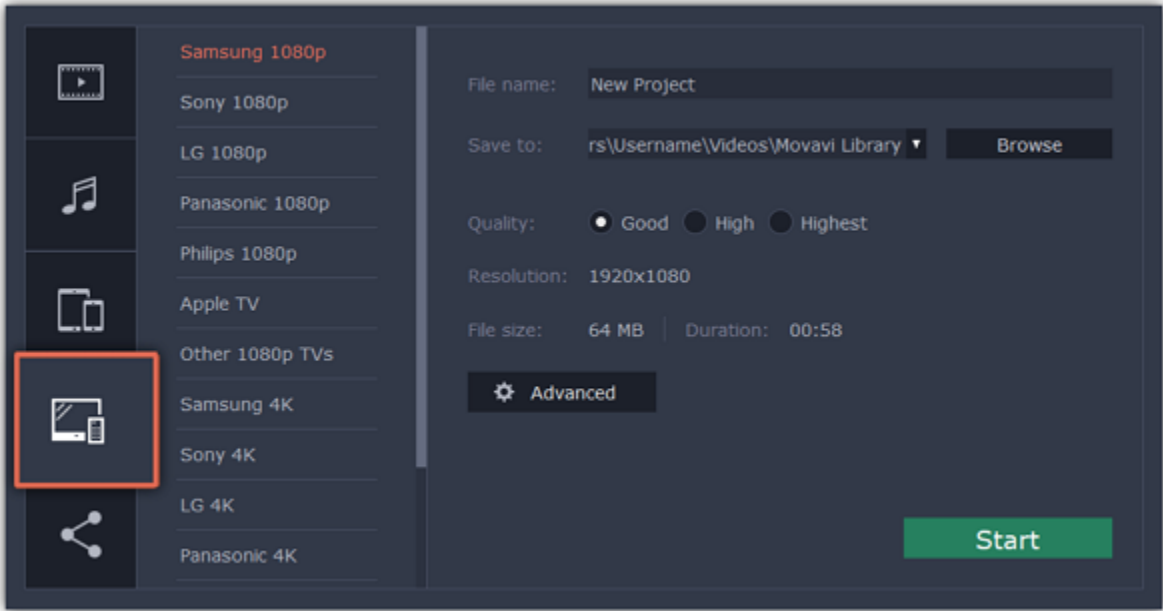 Samsung 1080p
Sony 1080p
LG 1080p
Panasonic 1080p
Philips 1080p
Apple TV
Other 1080p TVs
Samsung 4K
Sony 4K
LG 4K
Panasonic 4K
File name: New Project
Save to: rs\Username\Videos\Movavi Library Browse
Quality: Good High Highest
Resolution: 1920x1080
File size: 64 MB Duration: 00:58
Advanced
Start